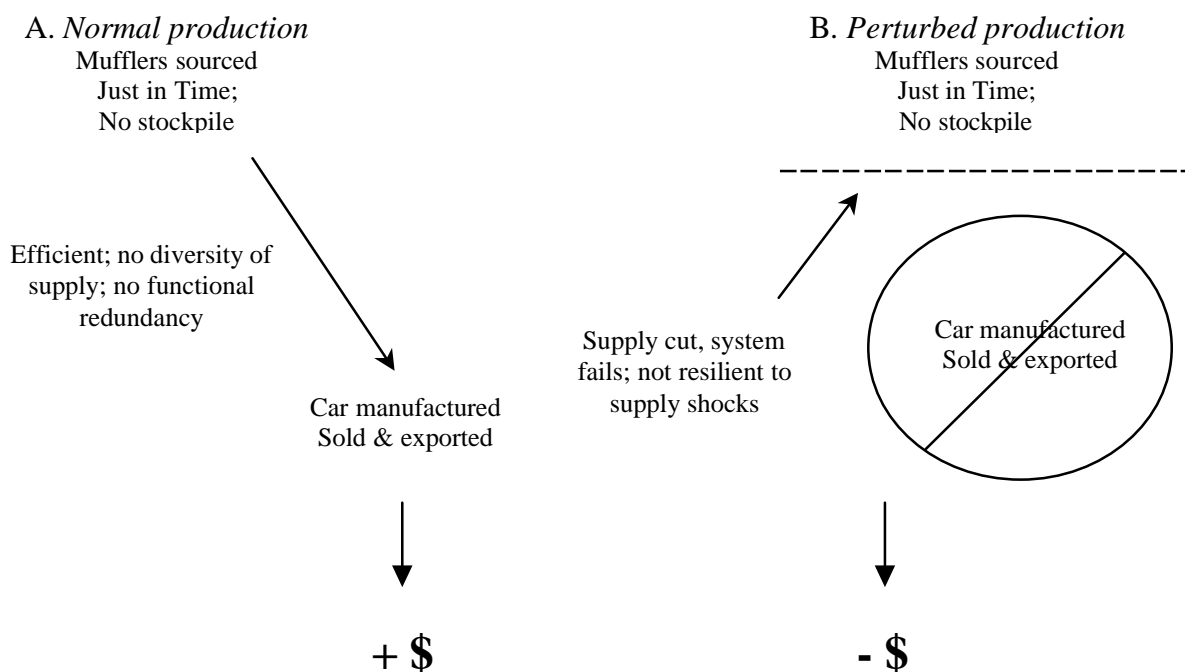 A. Normal production
Mufflers sourced
Just in Time;
No stockpile
Efficient; no diversity of
supply; no functional
redundancy
Car manufactured
Sold & exported
+ $
B. Perturbed production
Mufflers sourced
Just in Time;
No stockpile
Supply cut, system
fails; not resilient to
supply shocks
Car manufactured
Sold & exported
- $